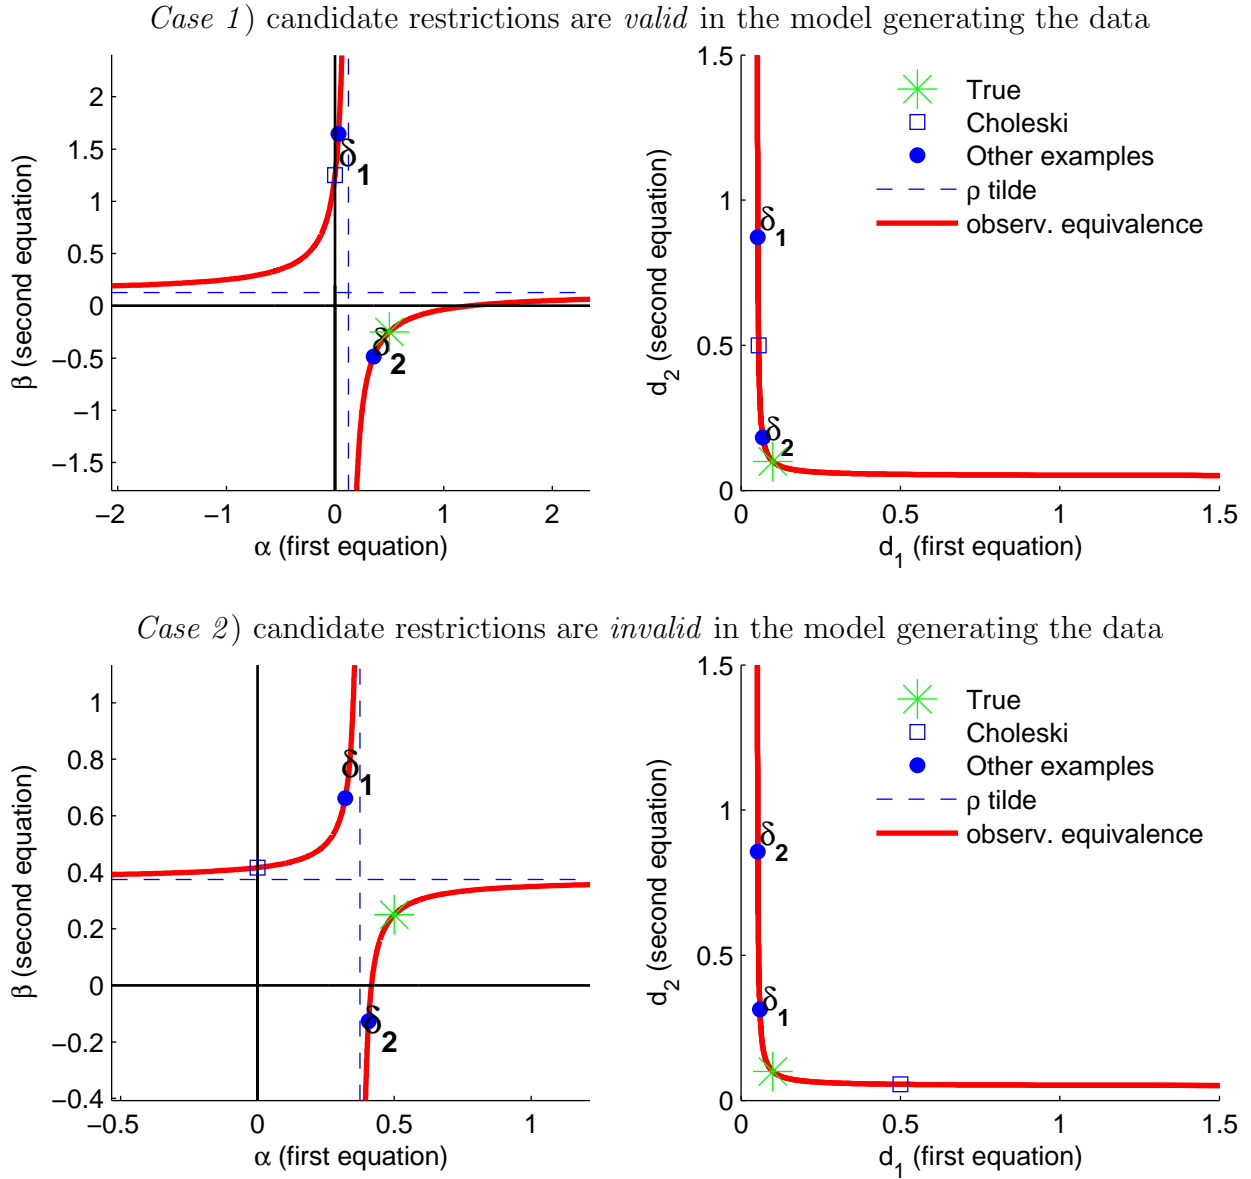 Case 1) candidate restrictions are valid in the model generating the data
2
1.5
1
0.5
0
−0.5
−1
−1.5
β (second equation)
δ1
δ2
−2 −1 0 1 2
α (first equation)
1.5
1
0.5
0
d2 (second equation)
δ1
δ2
True
Choleski
Other examples
ρ tilde
observ. equivalence
0 0.5 1 1.5
d1 (first equation)
Case 2) candidate restrictions are invalid in the model generating the data
1
0.8
0.6
0.4
0.2
0
−0.2
−0.4
β (second equation)
δ1
δ2
−0.5 0 0.5 1
α (first equation)
1.5
1
0.5
0
d2 (second equation)
δ2
δ1
True
Choleski
Other examples
ρ tilde
observ. equivalence
0 0.5 1 1.5
d1 (first equation)